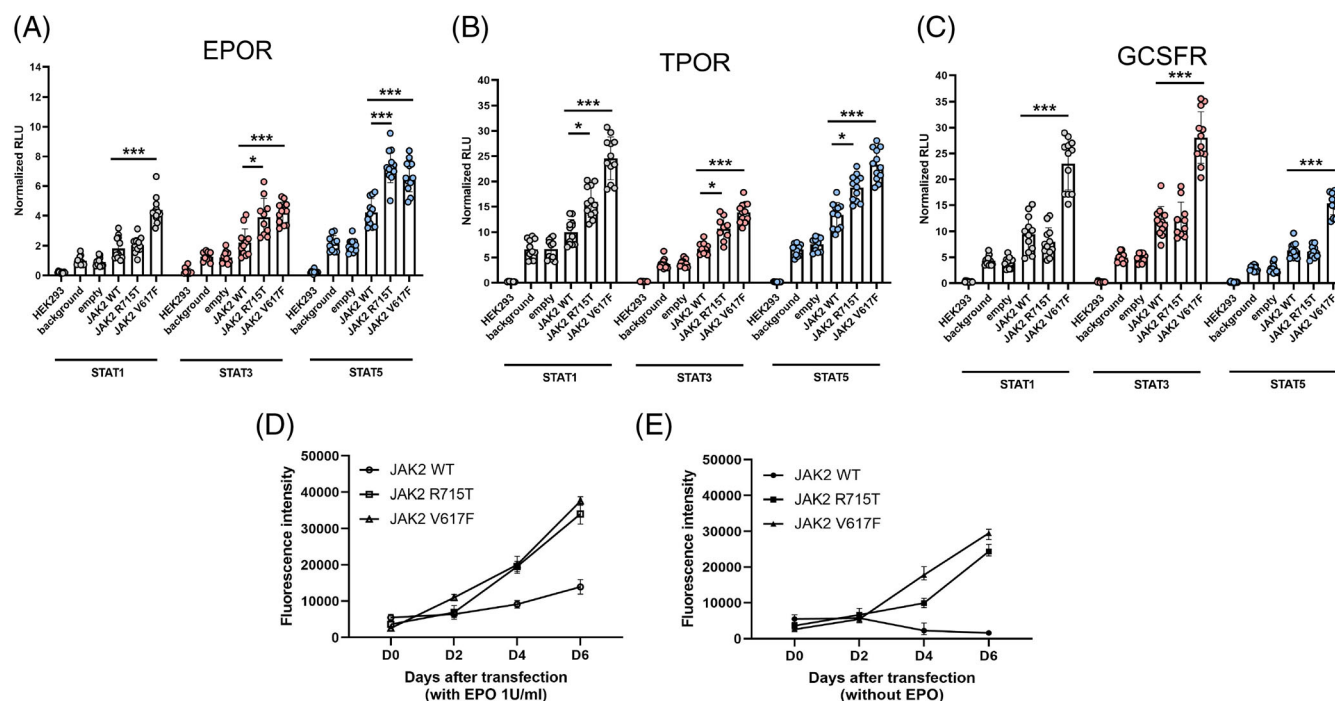 (A)
EPOR
Normalized RLU
14
12
10
8
6
4
2
0
***
*
***
***
***
HEK293
background
empty
JAK2 WT
JAK2 R715T
JAK2 V617F
HEK293
background
empty
JAK2 WT
JAK2 R715T
JAK2 V617F
HEK293
background
empty
JAK2 WT
JAK2 R715T
JAK2 V617F
STAT1
STAT3
STAT5
(B)
TPOR
Normalized RLU
40
35
30
25
20
15
10
5
0
***
*
***
*
***
*
HEK293
background
empty
JAK2 WT
JAK2 R715T
JAK2 V617F
HEK293
background
empty
JAK2 WT
JAK2 R715T
JAK2 V617F
HEK293
background
empty
JAK2 WT
JAK2 R715T
JAK2 V617F
STAT1
STAT3
STAT5
(C)
GCSFR
Normalized RLU
40
35
30
25
20
15
10
5
0
***
***
***
HEK293
background
empty
JAK2 WT
JAK2 R715T
JAK2 V617F
HEK293
background
empty
JAK2 WT
JAK2 R715T
JAK2 V617F
HEK293
background
empty
JAK2 WT
JAK2 R715T
JAK2 V617F
STAT1
STAT3
STAT5
(D)
Fluorescence intensity
50000
40000
30000
20000
10000
0
JAK2 WT
JAK2 R715T
JAK2 V617F
D0
D2
D4
D6
Days after transfection
(with EPO 1U/ml)
(E)
Fluorescence intensity
50000
40000
30000
20000
10000
0
JAK2 WT
JAK2 R715T
JAK2 V617F
D0
D2
D4
D6
Days after transfection
(without EPO)